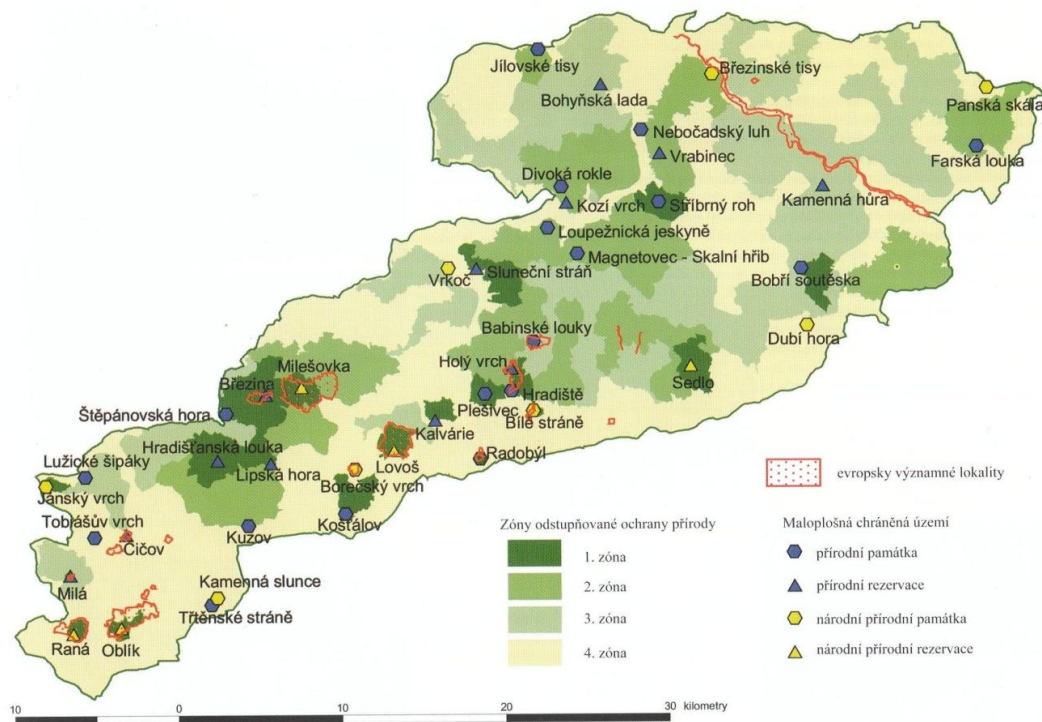 Jílovské tisy
Březinské tisy
Bohyňská lada
Panská skála
Nebočadský luh
Vrabinec
Farská louka
Divoká rokle
Kozí vrch
Stříbrný roh
Kamenná hůra
Loupežnická jeskyně
Magnetovec - Skalní hřib
Vrkoč
Sluneční stráň
Bobří soutěska
Babinské louky
Dubí hora
Holý vrch
Milešovka
Sedlo
Březina
Hradiště
Štěpánovská hora
Plešivec
Bílé stráně
Kalvárie
Hradišťanská louka
Lužické šipáky
Lipská hora
Lovoš
Radobýl
Jánský vrch
Borečský vrch
Tobiášův vrch
Košťálov
Čičov
Kuzov
Milá
Kamenná slunce
Třtěnské stráně
Raná
Oblík
evropsky významné lokality
Zóny odstupňované ochrany přírody
1. zóna
2. zóna
3. zóna
4. zóna
Maloplošná chráněná území
přírodní památka
přírodní rezervace
národní přírodní památka
národní přírodní rezervace
10 0 10 20 30 kilometry